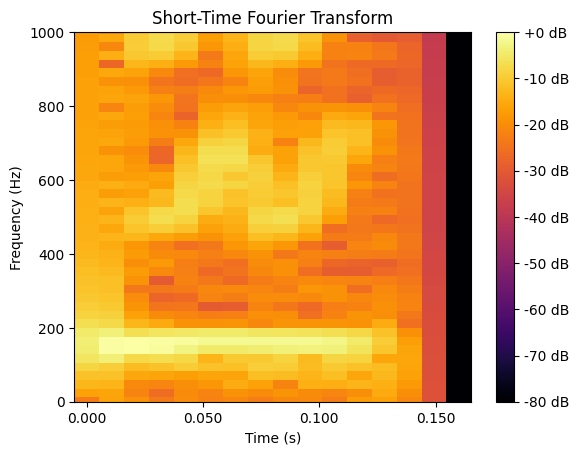 Short-Time Fourier Transform
1000
800
600
400
200
0
Frequency (Hz)
0.000
0.050
0.100
0.150
Time (s)
+0 dB
-10 dB
-20 dB
-30 dB
-40 dB
-50 dB
-60 dB
-70 dB
-80 dB